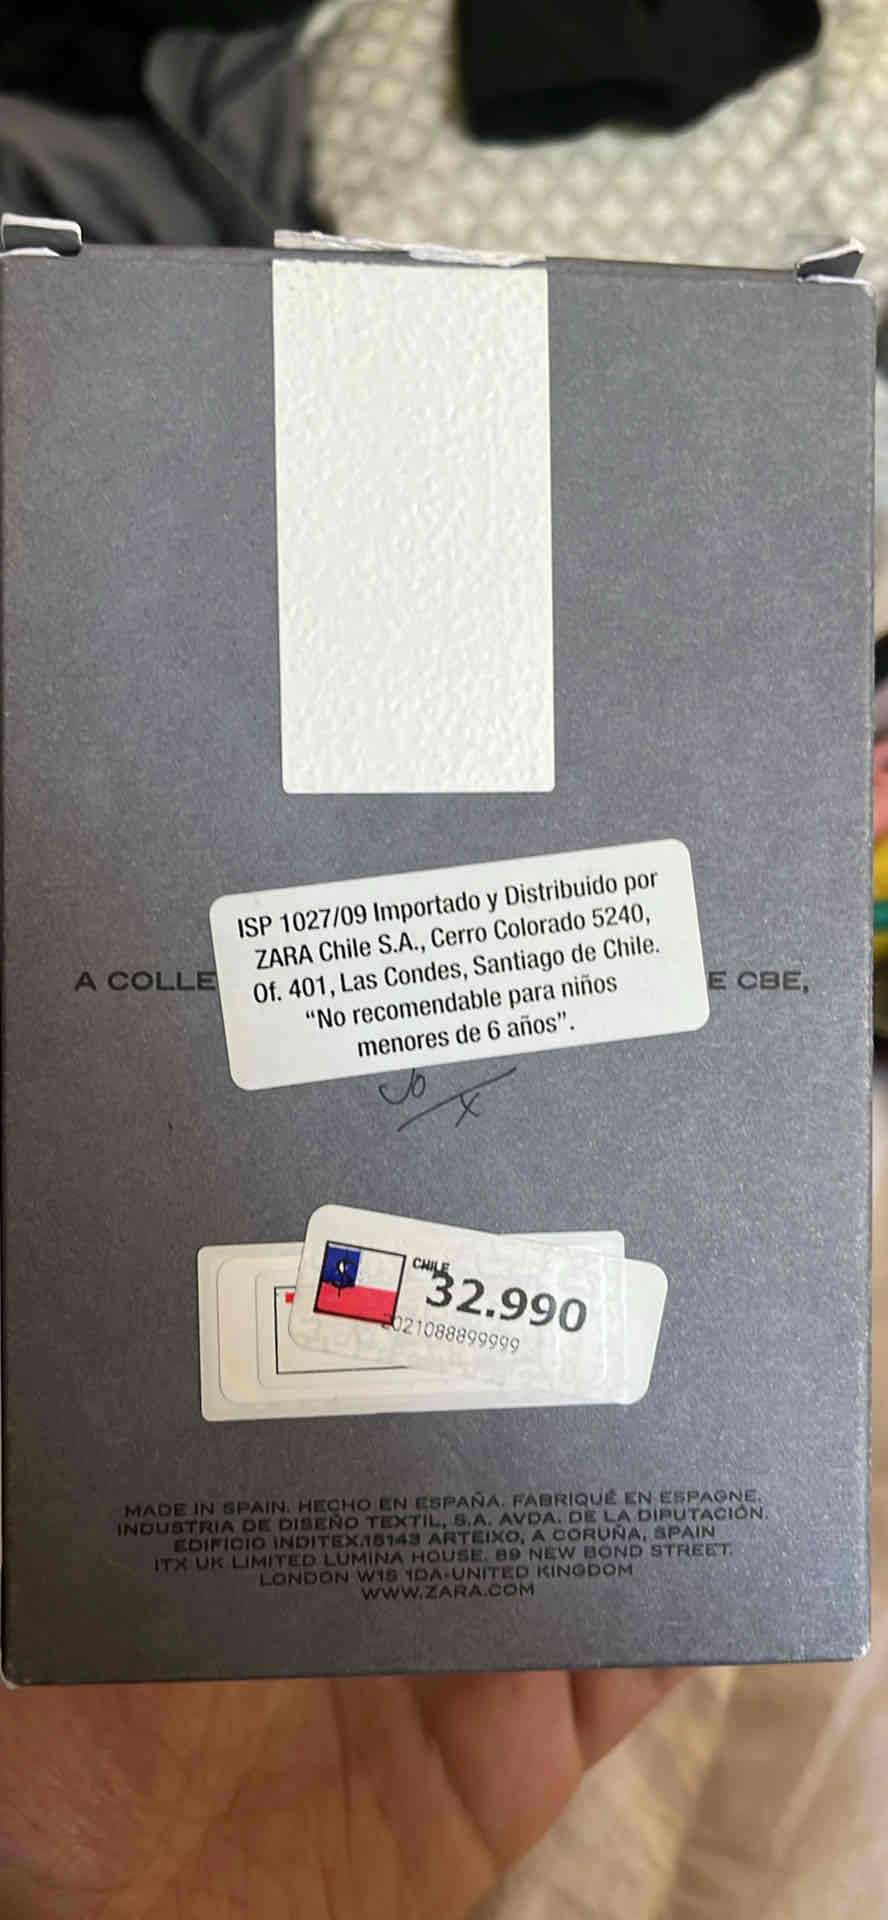 ISP 1027/09 Importado y Distribuido por
ZARA Chile S.A., Cerro Colorado 5240,
Of. 401, Las Condes, Santiago de Chile.
“No recomendable para niños
menores de 6 años”.
A COLLE E CBE,
Jo
x
CHILE
32.990
2021088899999
MADE IN SPAIN. HECHO EN ESPAÑA. FABRIQUÉ EN ESPAGNE.
INDUSTRIA DE DISEÑO TEXTIL, S.A. AVDA. DE LA DIPUTACIÓN.
EDIFICIO INDITEX.15143 ARTEIXO, A CORUÑA, SPAIN
ITX UK LIMITED LUMINA HOUSE. 89 NEW BOND STREET.
LONDON W1S 1DA-UNITED KINGDOM
WWW.ZARA.COM